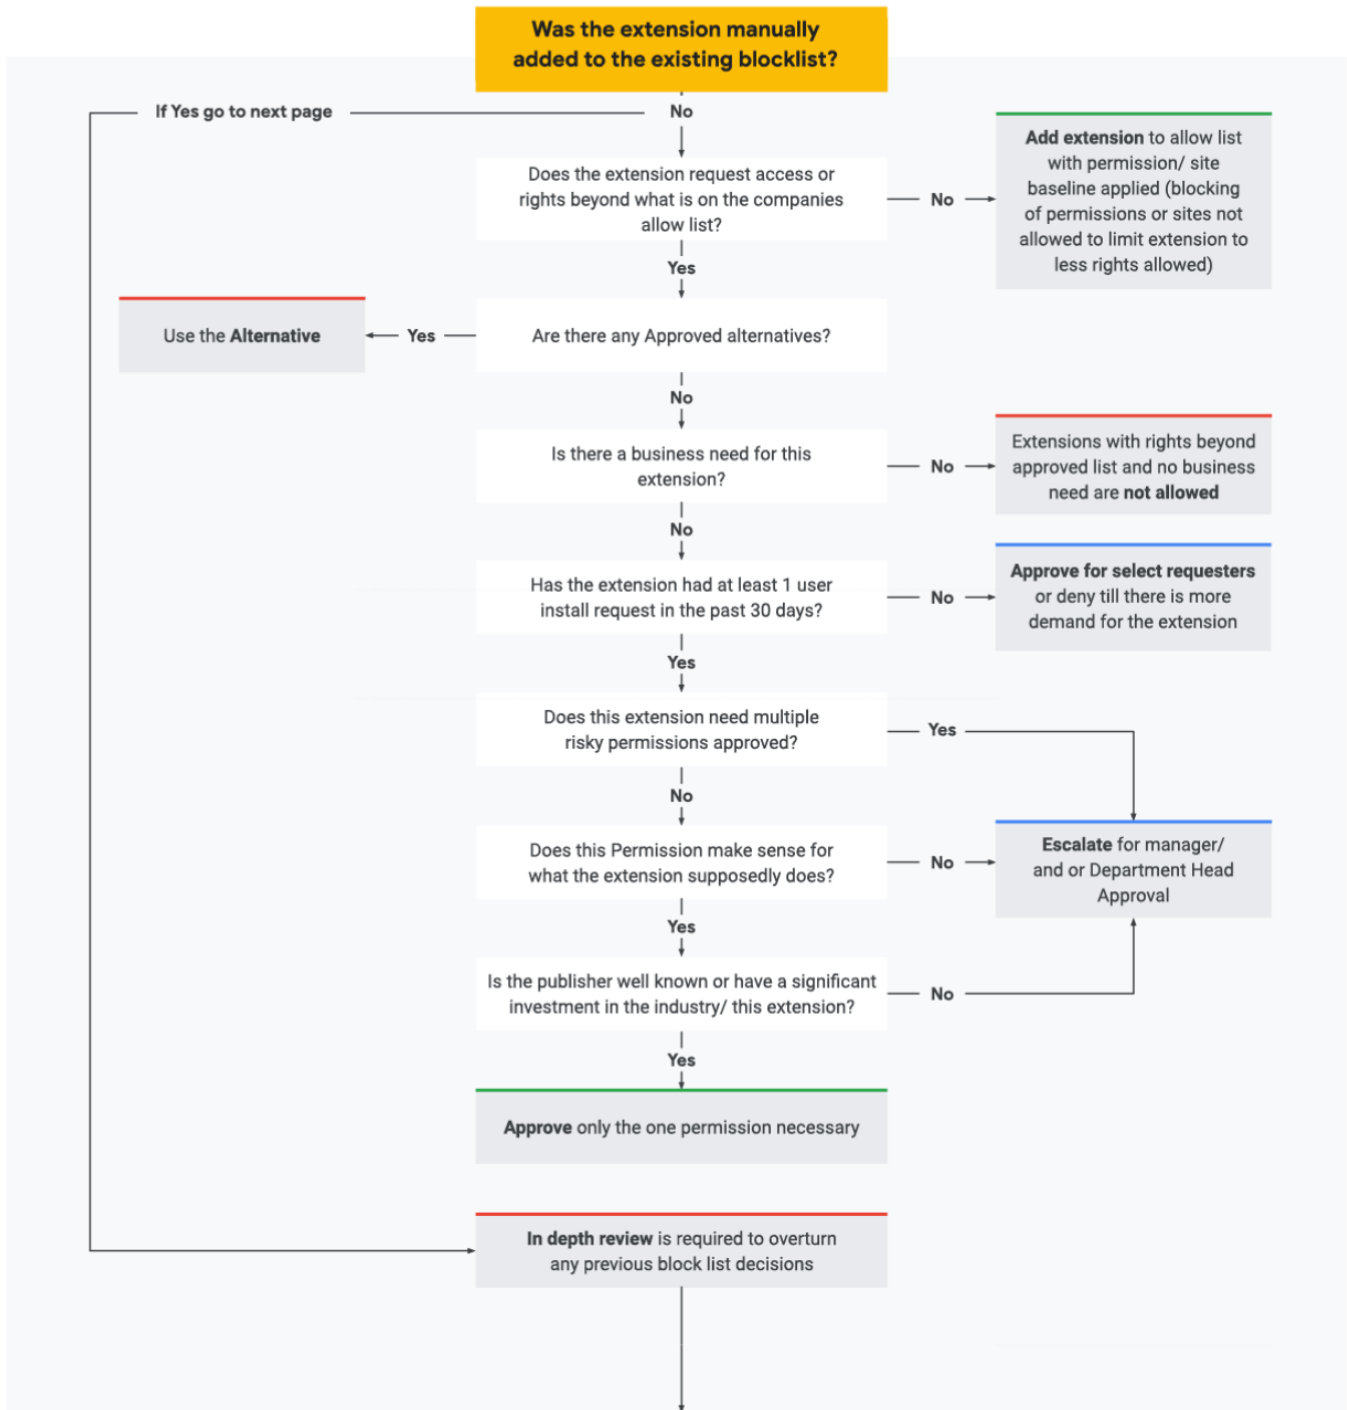 Was the extension manually
added to the existing blocklist?
If Yes go to next page
No
Does the extension request access or
rights beyond what is on the companies
allow list?
No
Add extension to allow list
with permission/ site
baseline applied (blocking
of permissions or sites not
allowed to limit extension to
less rights allowed)
Yes
Use the Alternative
Yes
Are there any Approved alternatives?
No
Is there a business need for this
extension?
No
Extensions with rights beyond
approved list and no business
need are not allowed
No
Has the extension had at least 1 user
install request in the past 30 days?
No
Approve for select requesters
or deny till there is more
demand for the extension
Yes
Does this extension need multiple
risky permissions approved?
Yes
No
Does this Permission make sense for
what the extension supposedly does?
No
Escalate for manager/
and or Department Head
Approval
Yes
Is the publisher well known or have a significant
investment in the industry/ this extension?
No
Yes
Approve only the one permission necessary
In depth review is required to overturn
any previous block list decisions